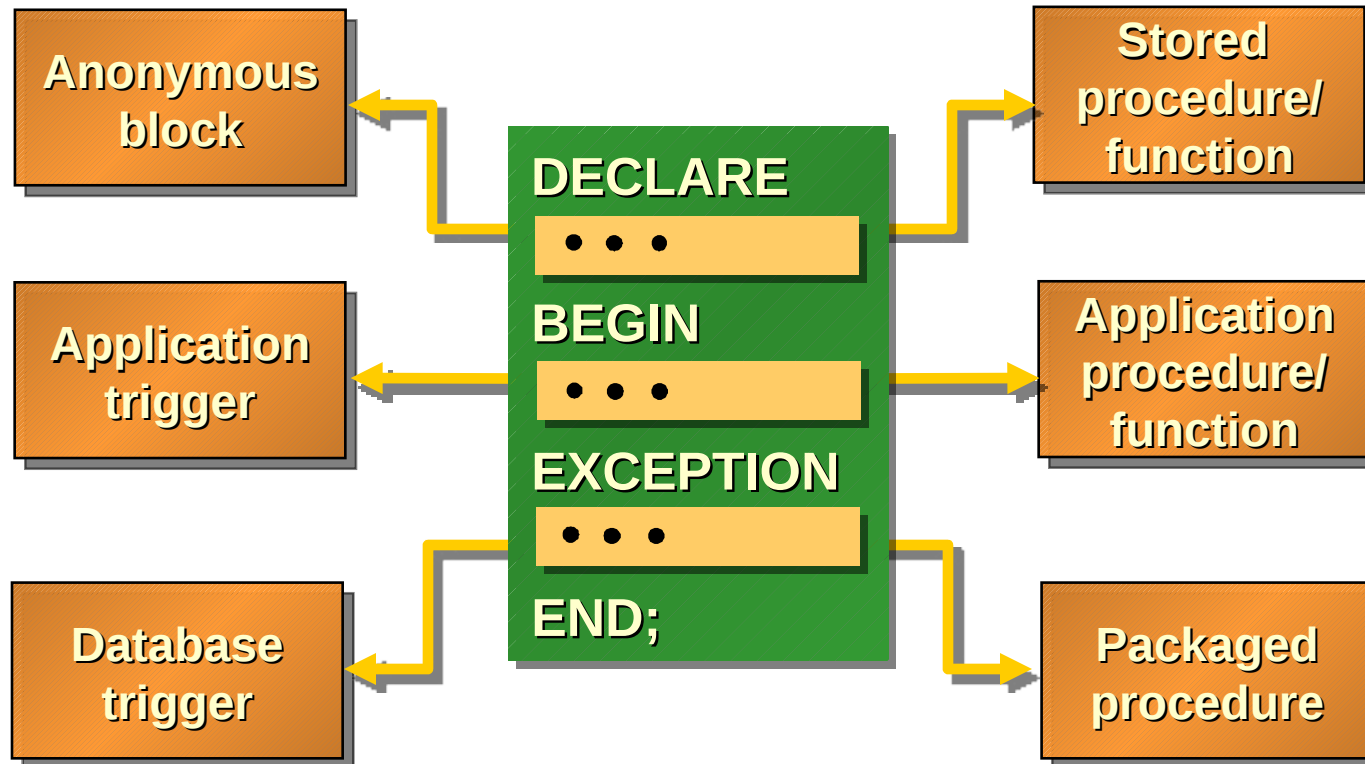 Anonymous
block
Application
trigger
Database
trigger
DECLARE
• • •
BEGIN
• • •
EXCEPTION
• • •
END;
Stored
procedure/
function
Application
procedure/
function
Packaged
procedure